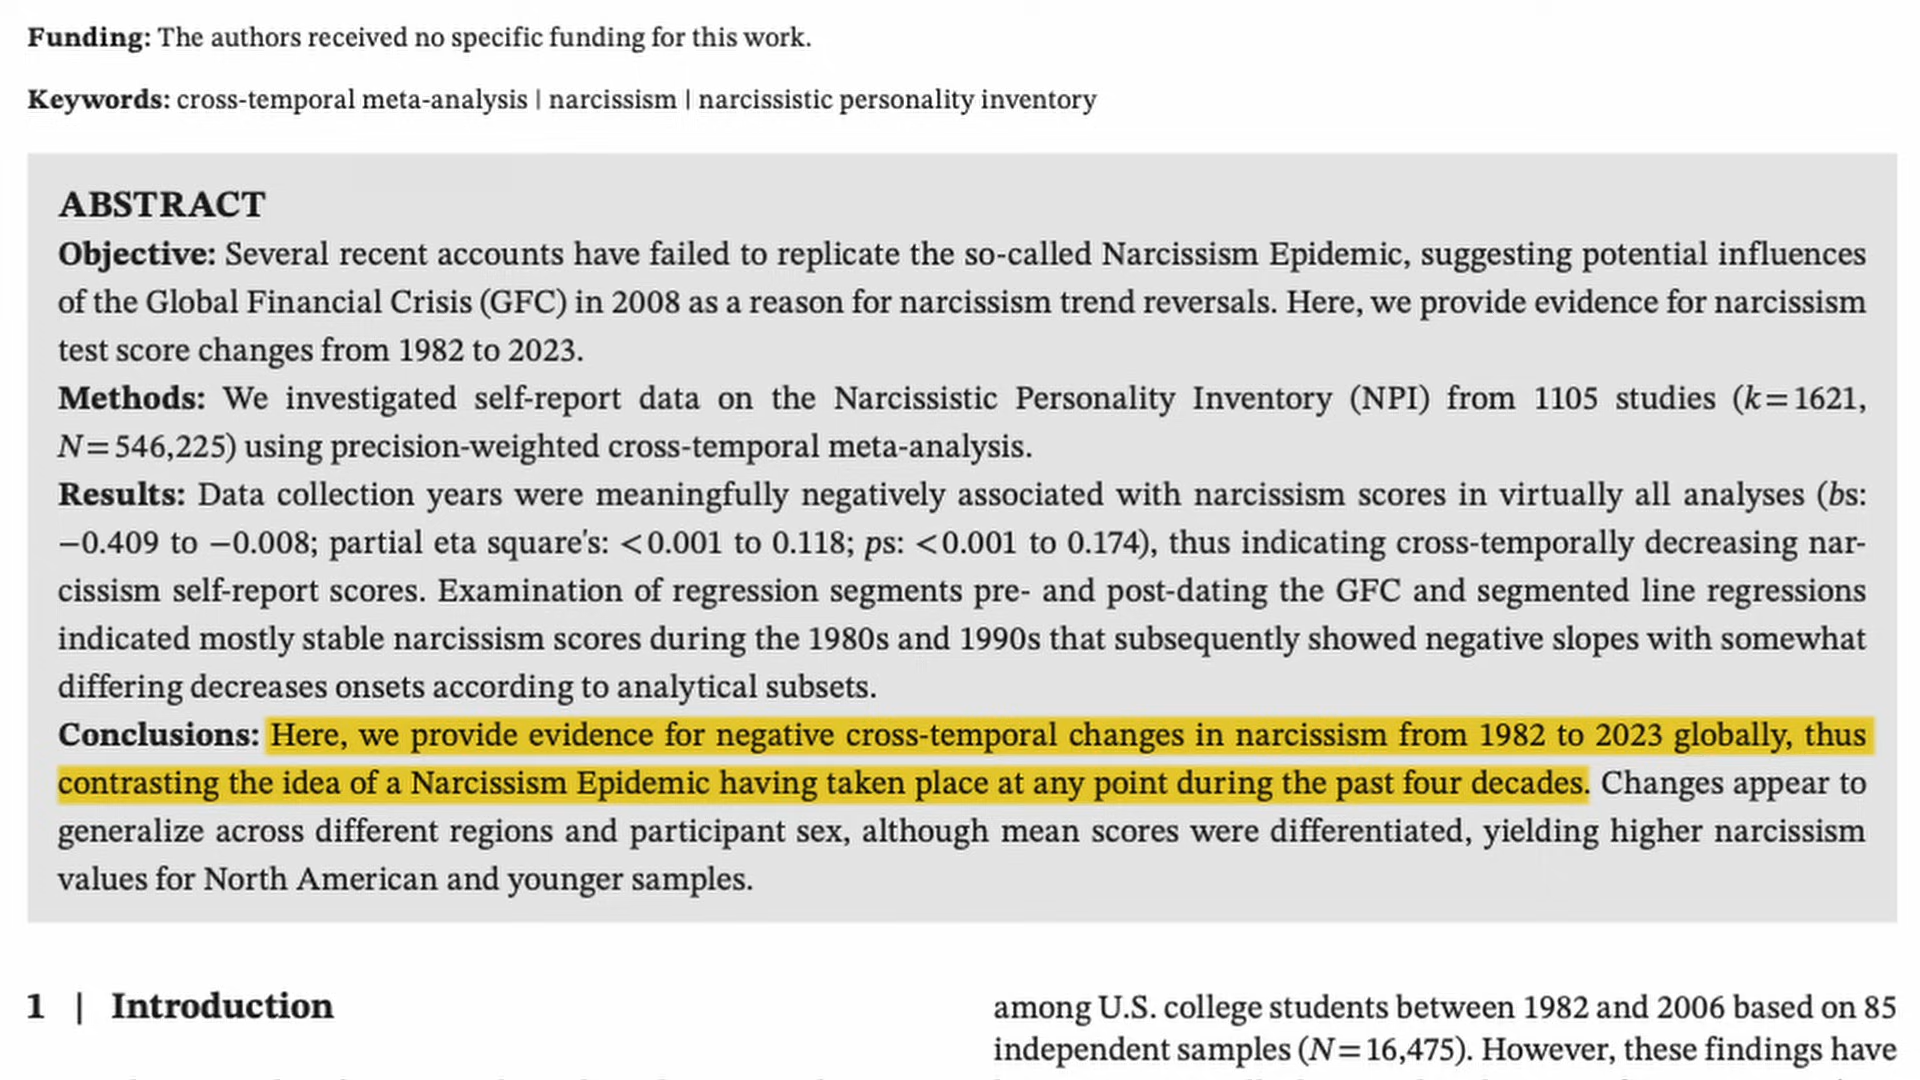 Funding: The authors received no specific funding for this work.
Keywords: cross-temporal meta-analysis | narcissism | narcissistic personality inventory
ABSTRACT
Objective: Several recent accounts have failed to replicate the so-called Narcissism Epidemic, suggesting potential influences
of the Global Financial Crisis (GFC) in 2008 as a reason for narcissism trend reversals. Here, we provide evidence for narcissism
test score changes from 1982 to 2023.
Methods: We investigated self-report data on the Narcissistic Personality Inventory (NPI) from 1105 studies (k=1621,
N=546,225) using precision-weighted cross-temporal meta-analysis.
Results: Data collection years were meaningfully negatively associated with narcissism scores in virtually all analyses (bs:
−0.409 to −0.008; partial eta square's: <0.001 to 0.118; ps: <0.001 to 0.174), thus indicating cross-temporally decreasing nar-
cissism self-report scores. Examination of regression segments pre- and post-dating the GFC and segmented line regressions
indicated mostly stable narcissism scores during the 1980s and 1990s that subsequently showed negative slopes with somewhat
differing decreases onsets according to analytical subsets.
Conclusions: Here, we provide evidence for negative cross-temporal changes in narcissism from 1982 to 2023 globally, thus
contrasting the idea of a Narcissism Epidemic having taken place at any point during the past four decades. Changes appear to
generalize across different regions and participant sex, although mean scores were differentiated, yielding higher narcissism
values for North American and younger samples.
1 | Introduction
among U.S. college students between 1982 and 2006 based on 85
independent samples (N=16,475). However, these findings have